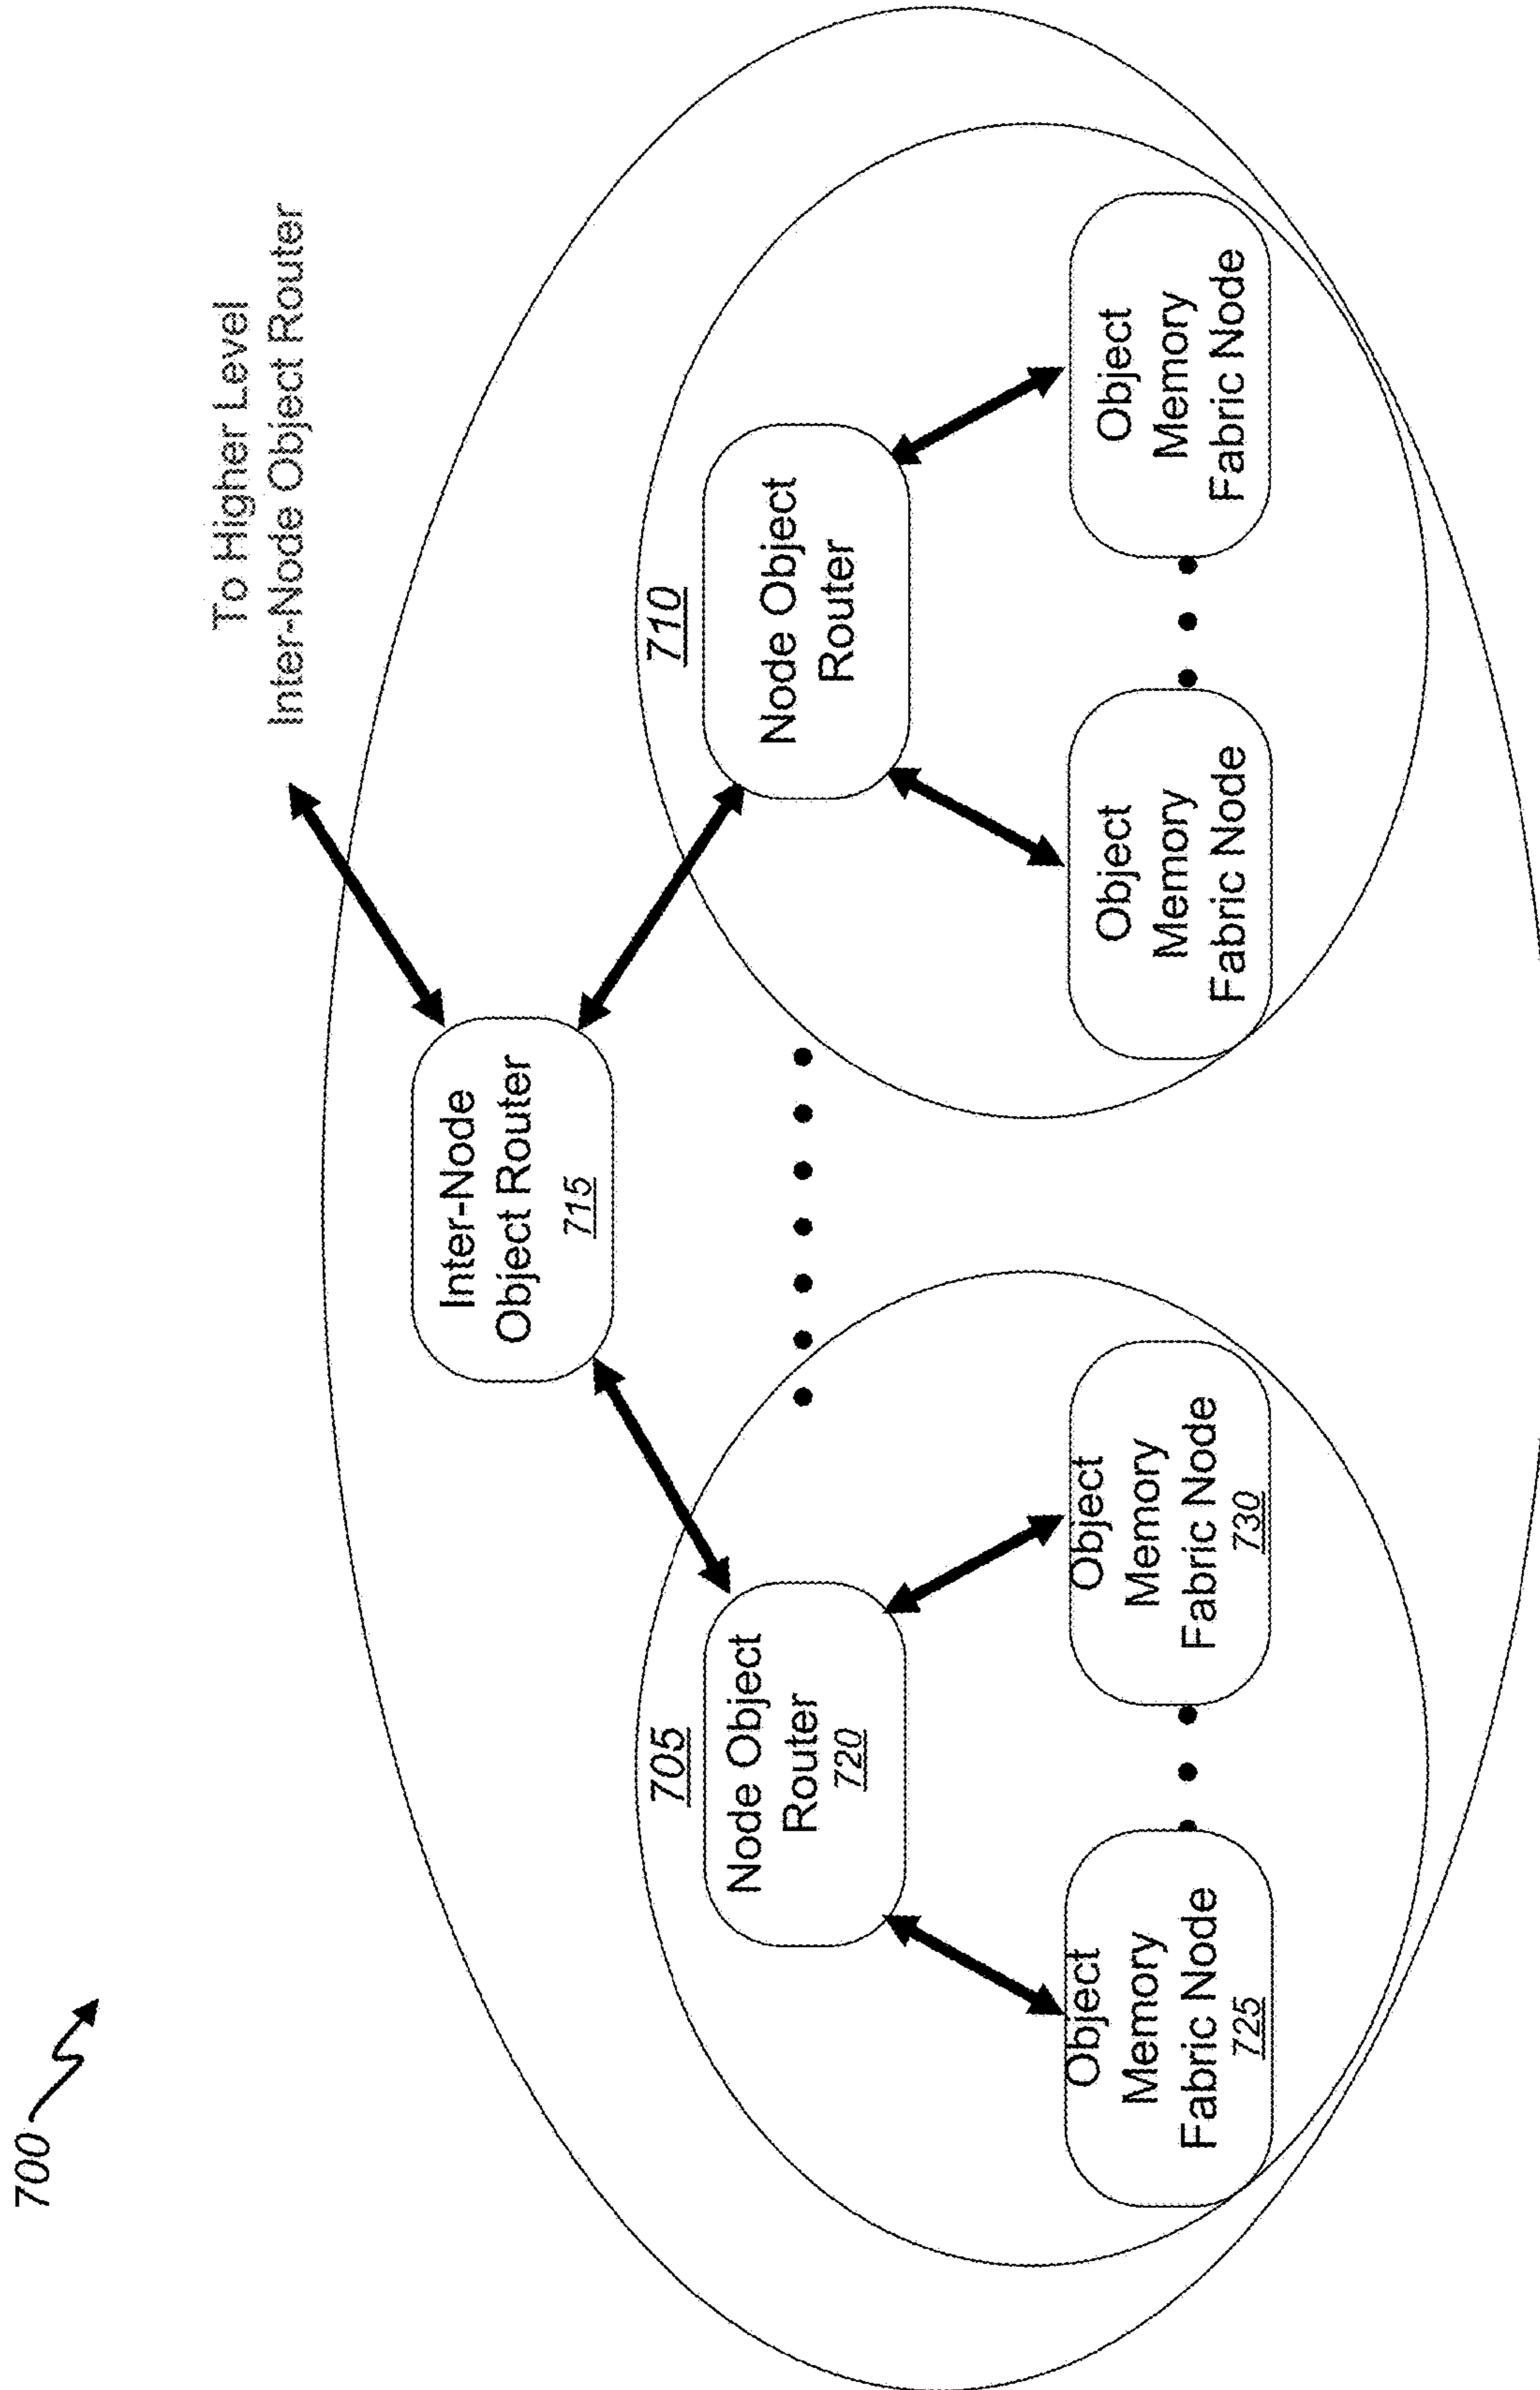 700
To Higher Level
Inter-Node Object Router
Inter-Node
Object Router
715
705
Node Object
Router
720
710
Node Object
Router
Object
Memory
Fabric Node
725
Object
Memory
Fabric Node
730
Object
Memory
Fabric Node
Object
Memory
Fabric Node